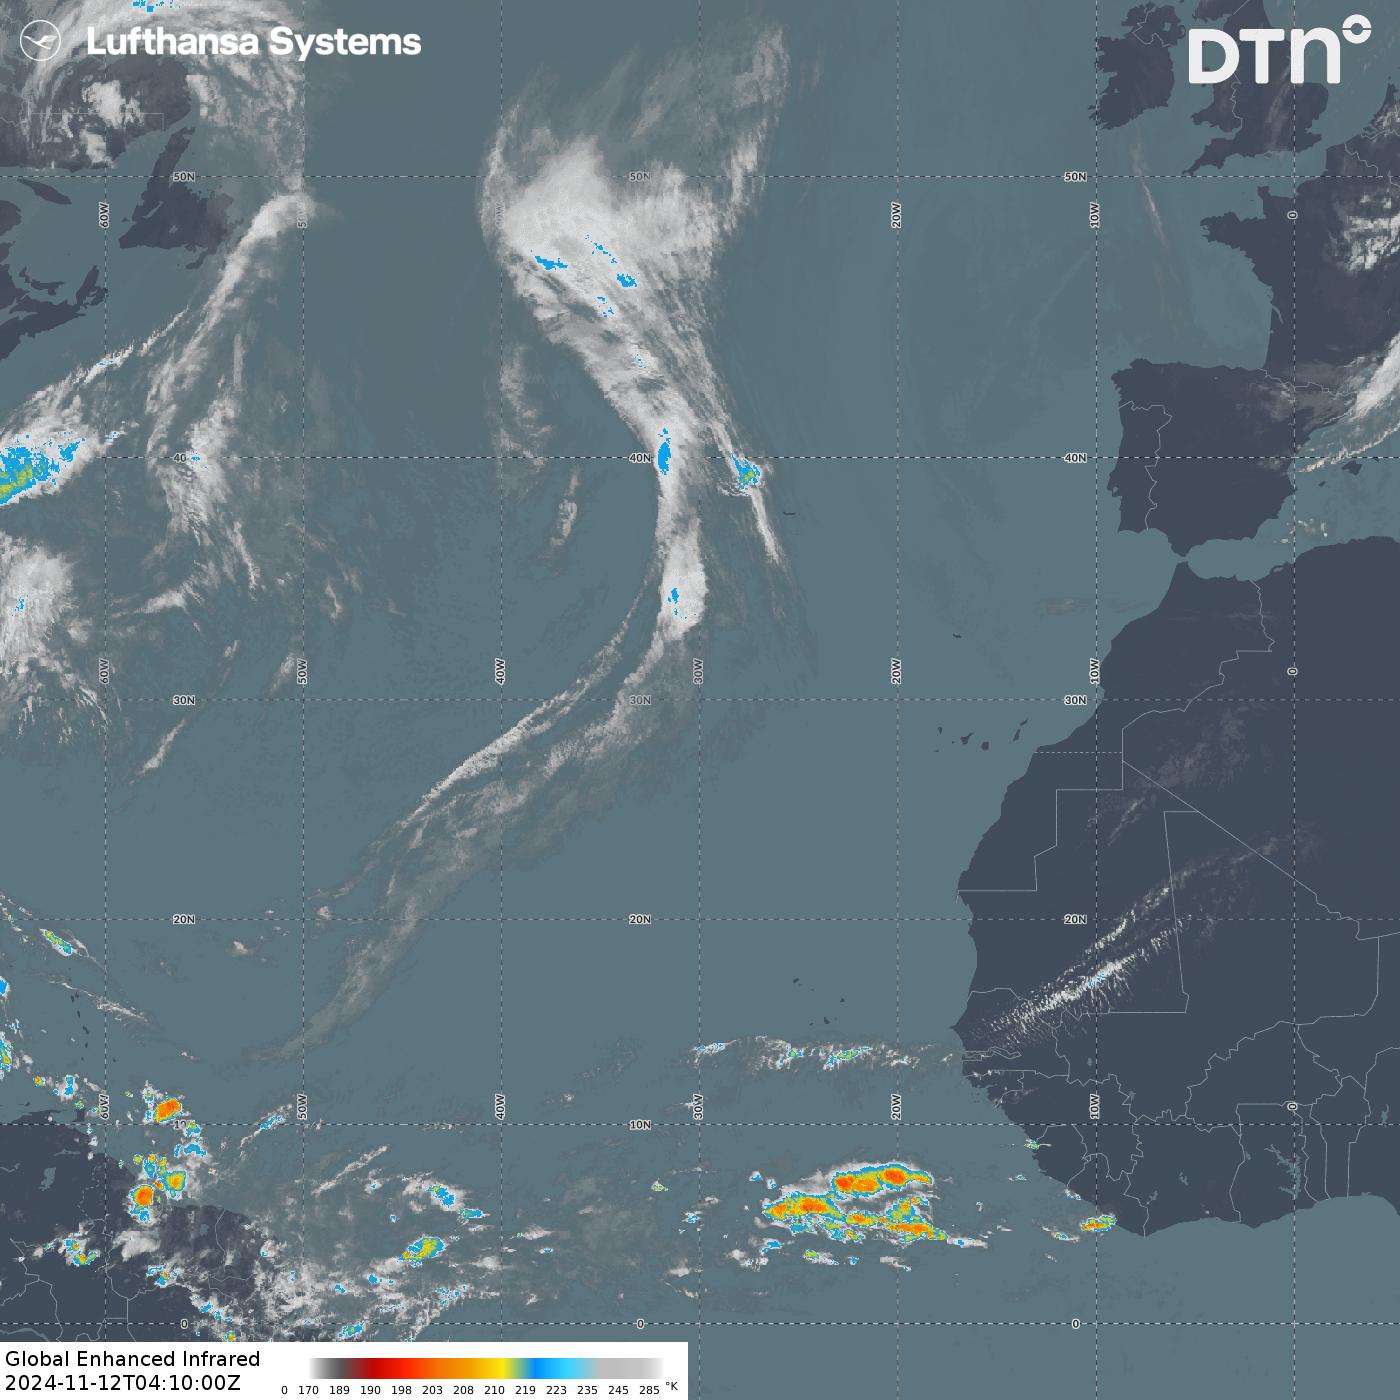 Lufthansa Systems
DTN
50N 50N 50N
60W 5 20W 10W 0
40 40N 40N
60W 50W 40W 30W 20W 10W 0
30N 30N 30N
20N 20N 20N
60W 50W 40W 30W 20W 10W 0
10 10N 10N
0 0 0
Global Enhanced Infrared
2024-11-12T04:10:00Z
0 170 189 190 198 203 208 210 219 223 235 245 285 °K